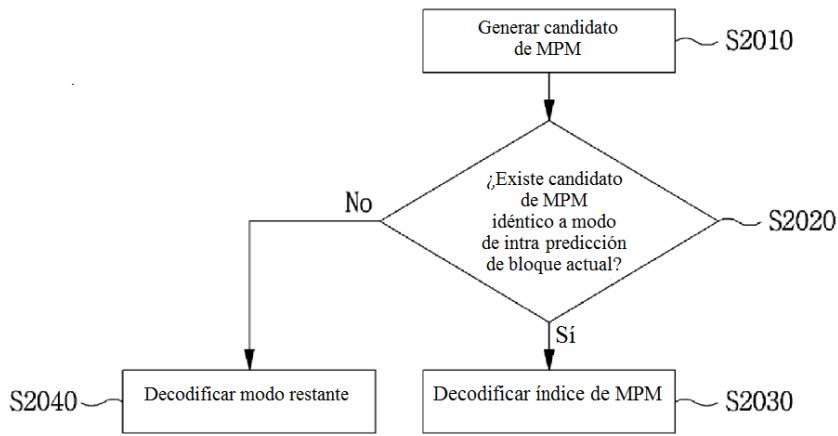 Generar candidato
de MPM
S2010
¿Existe candidato
de MPM
idéntico a modo
de intra predicción
de bloque actual?
No
S2020
Sí
S2040
Decodificar modo restante
Decodificar índice de MPM
S2030